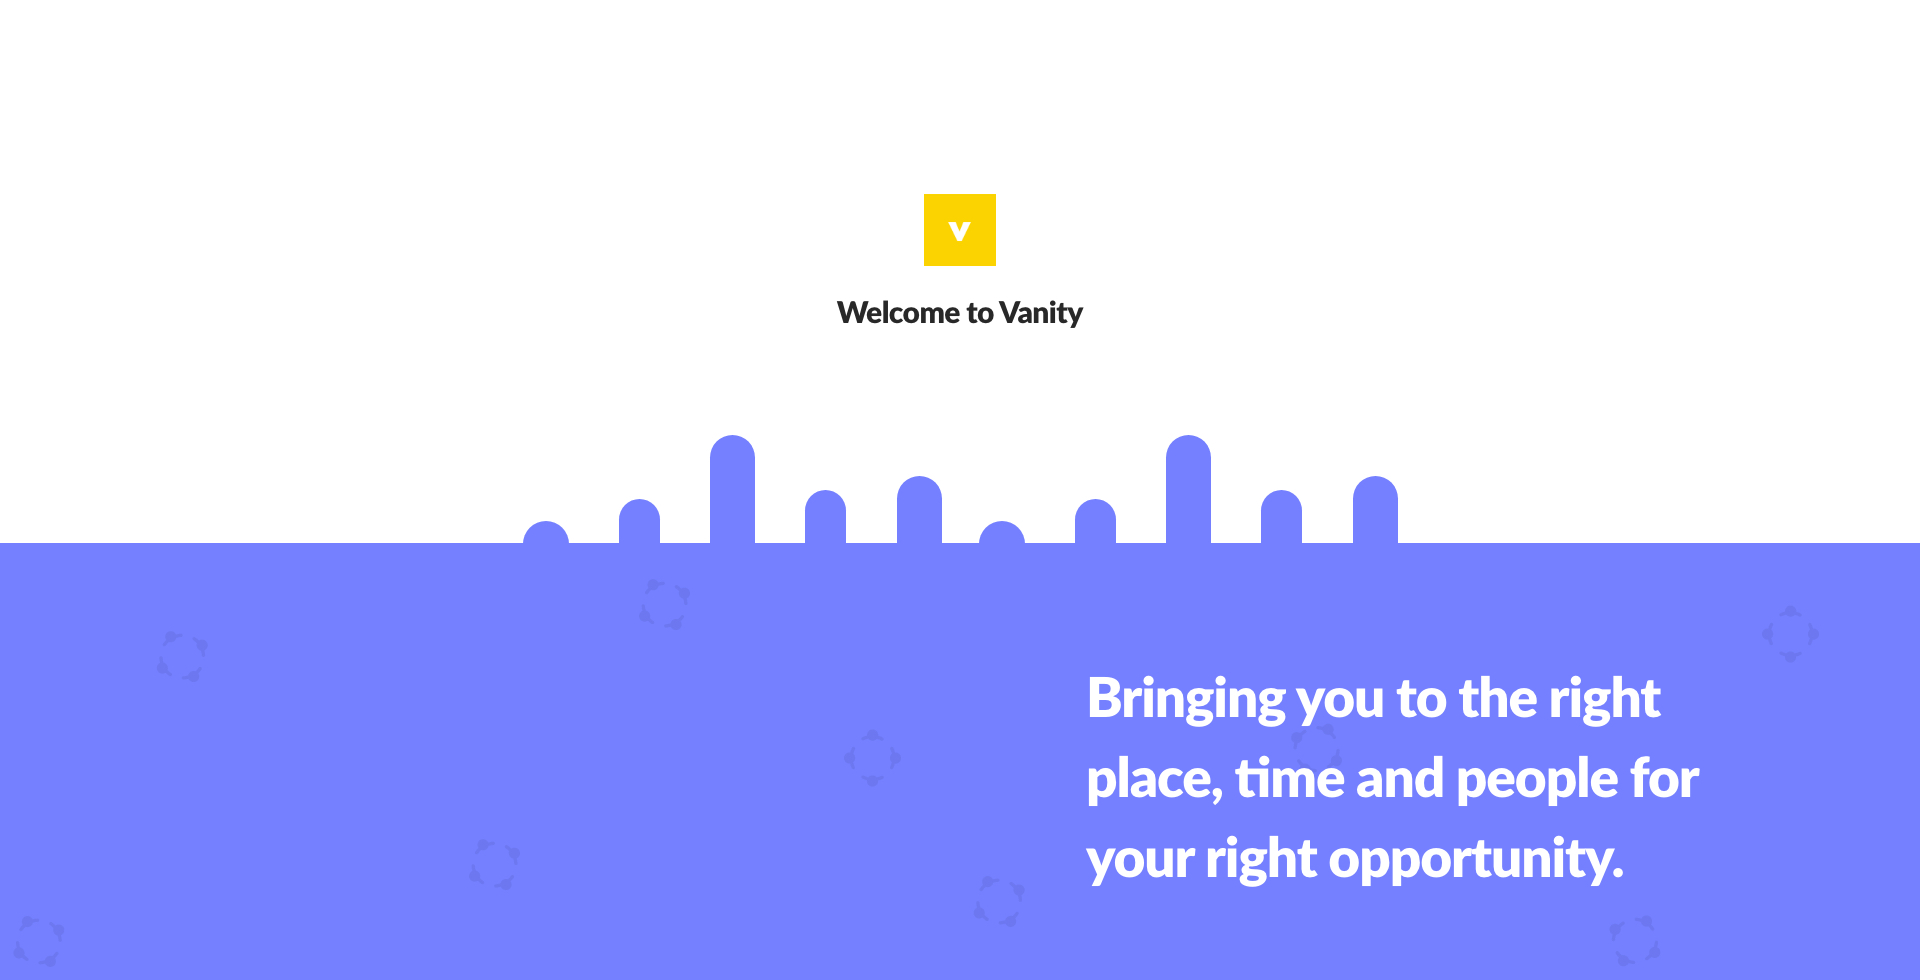 v
Welcome to Vanity
Bringing you to the right
place, time and people for
your right opportunity.